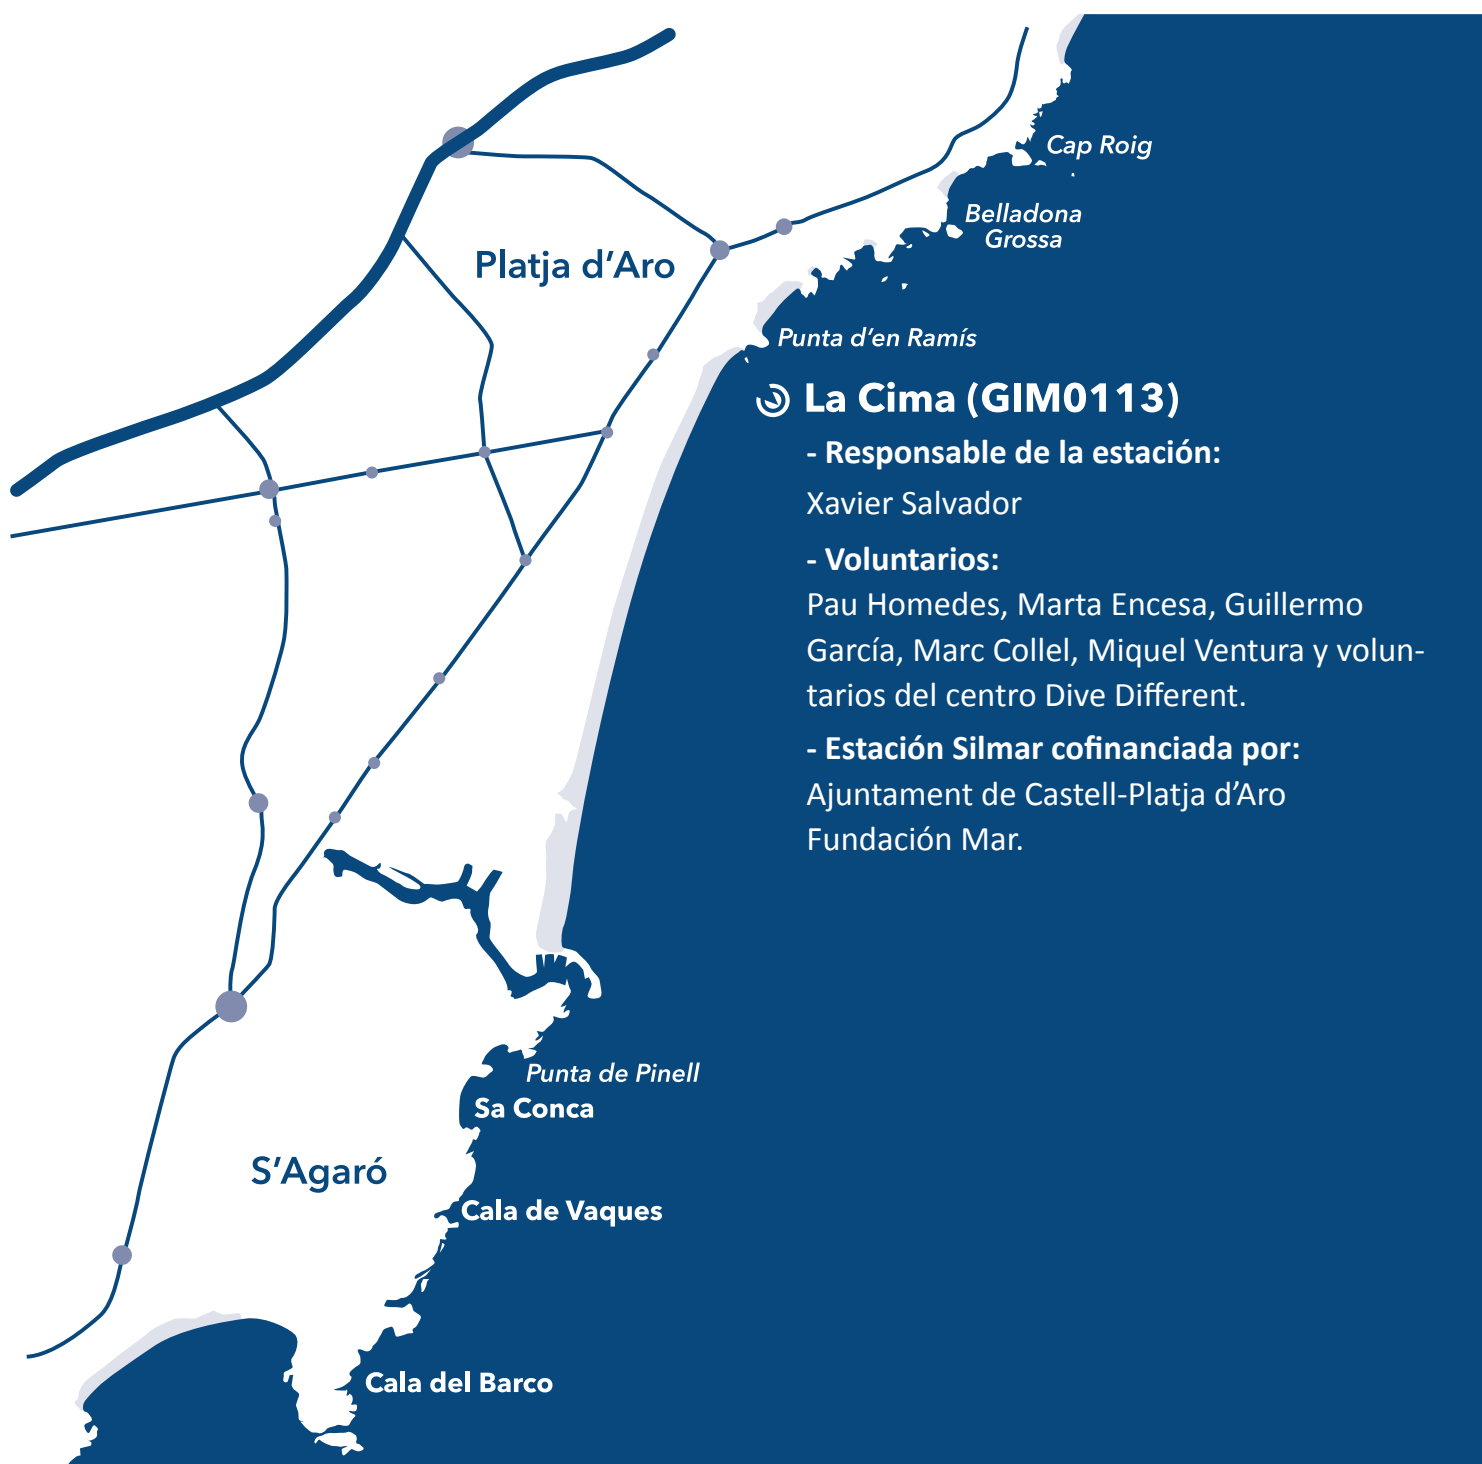 Cap Roig
Belladona
Grossa
Platja d'Aro
Punta d'en Ramís
La Cima (GIM0113)
- Responsable de la estación:
Xavier Salvador
- Voluntarios:
Pau Homedes, Marta Encesa, Guillermo
García, Marc Collel, Miquel Ventura y volun-
tarios del centro Dive Different.
- Estación Silmar cofinanciada por:
Ajuntament de Castell-Platja d’Aro
Fundación Mar.
Punta de Pinell
Sa Conca
S'Agaró
Cala de Vaques
Cala del Barco